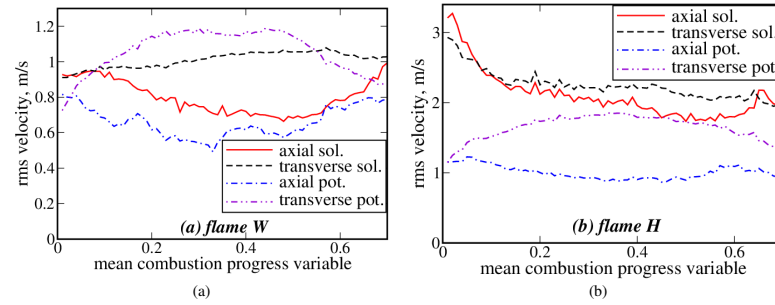 1.2
1
0.8
0.6
0.4
0.2
0
rms velocity, m/s
axial sol.
transverse sol.
axial pot.
transverse pot.
(a) flame W
0 0.2 0.4 0.6
mean combustion progress variable
(a)
3
2
1
rms velocity, m/s
axial sol.
transverse sol.
axial pot.
transverse pot.
(b) flame H
0 0.2 0.4 0.6
mean combustion progress variable
(b)